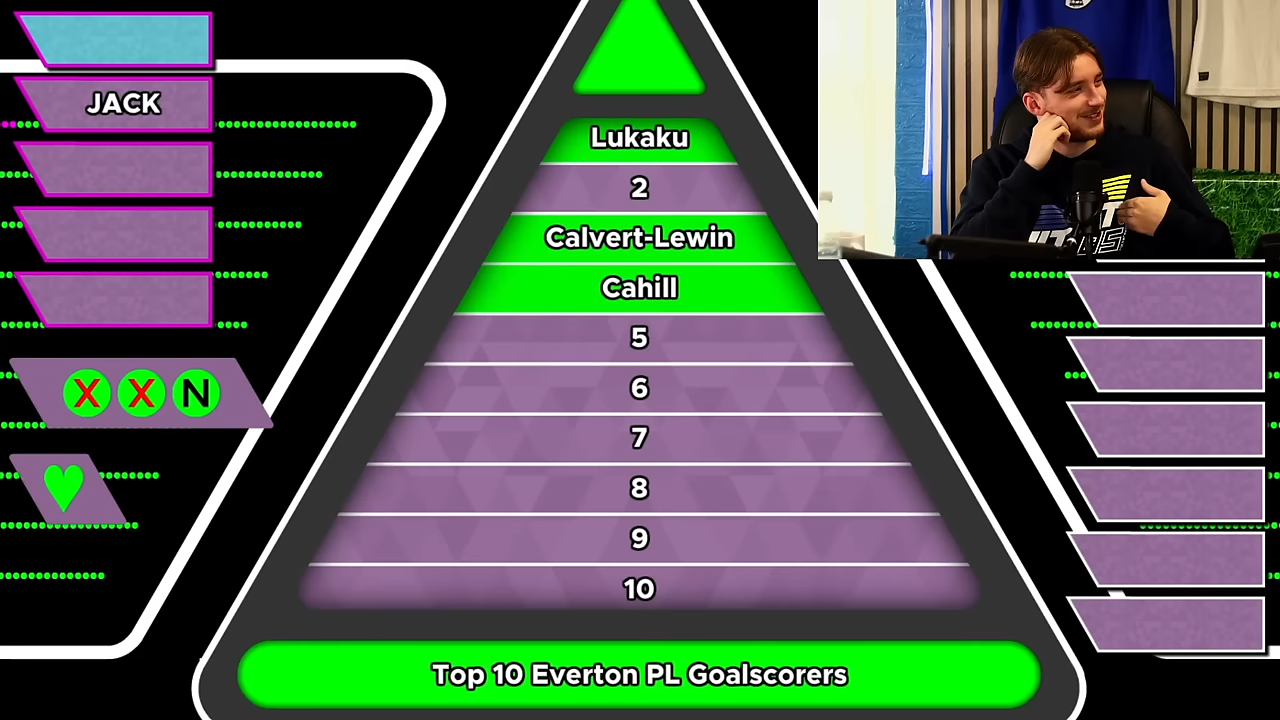 JACK
X X N
Lukaku
2
Calvert-Lewin
Cahill
5
6
7
8
9
10
Top 10 Everton PL Goalscorers